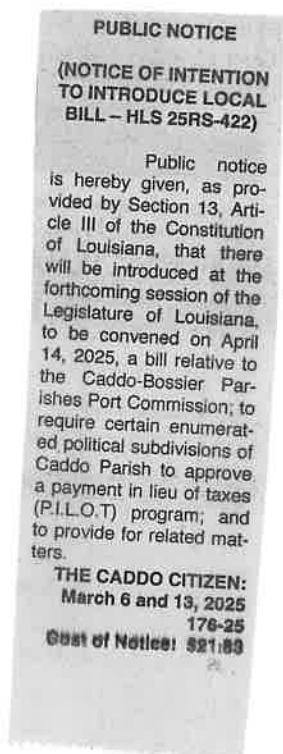 PUBLIC NOTICE
(NOTICE OF INTENTION
TO INTRODUCE LOCAL
BILL – HLS 25RS-422)
Public notice
is hereby given, as pro-
vided by Section 13, Arti-
cle III of the Constitution
of Louisiana, that there
will be introduced at the
forthcoming session of the
Legislature of Louisiana,
to be convened on April
14, 2025, a bill relative to
the Caddo-Bossier Par-
ishes Port Commission; to
require certain enumerat-
ed political subdivisions of
Caddo Parish to approve
a payment in lieu of taxes
(P.I.L.O.T) program; and
to provide for related mat-
ters.
THE CADDO CITIZEN:
March 6 and 13, 2025
176-25
Cost of Notice: $21.83